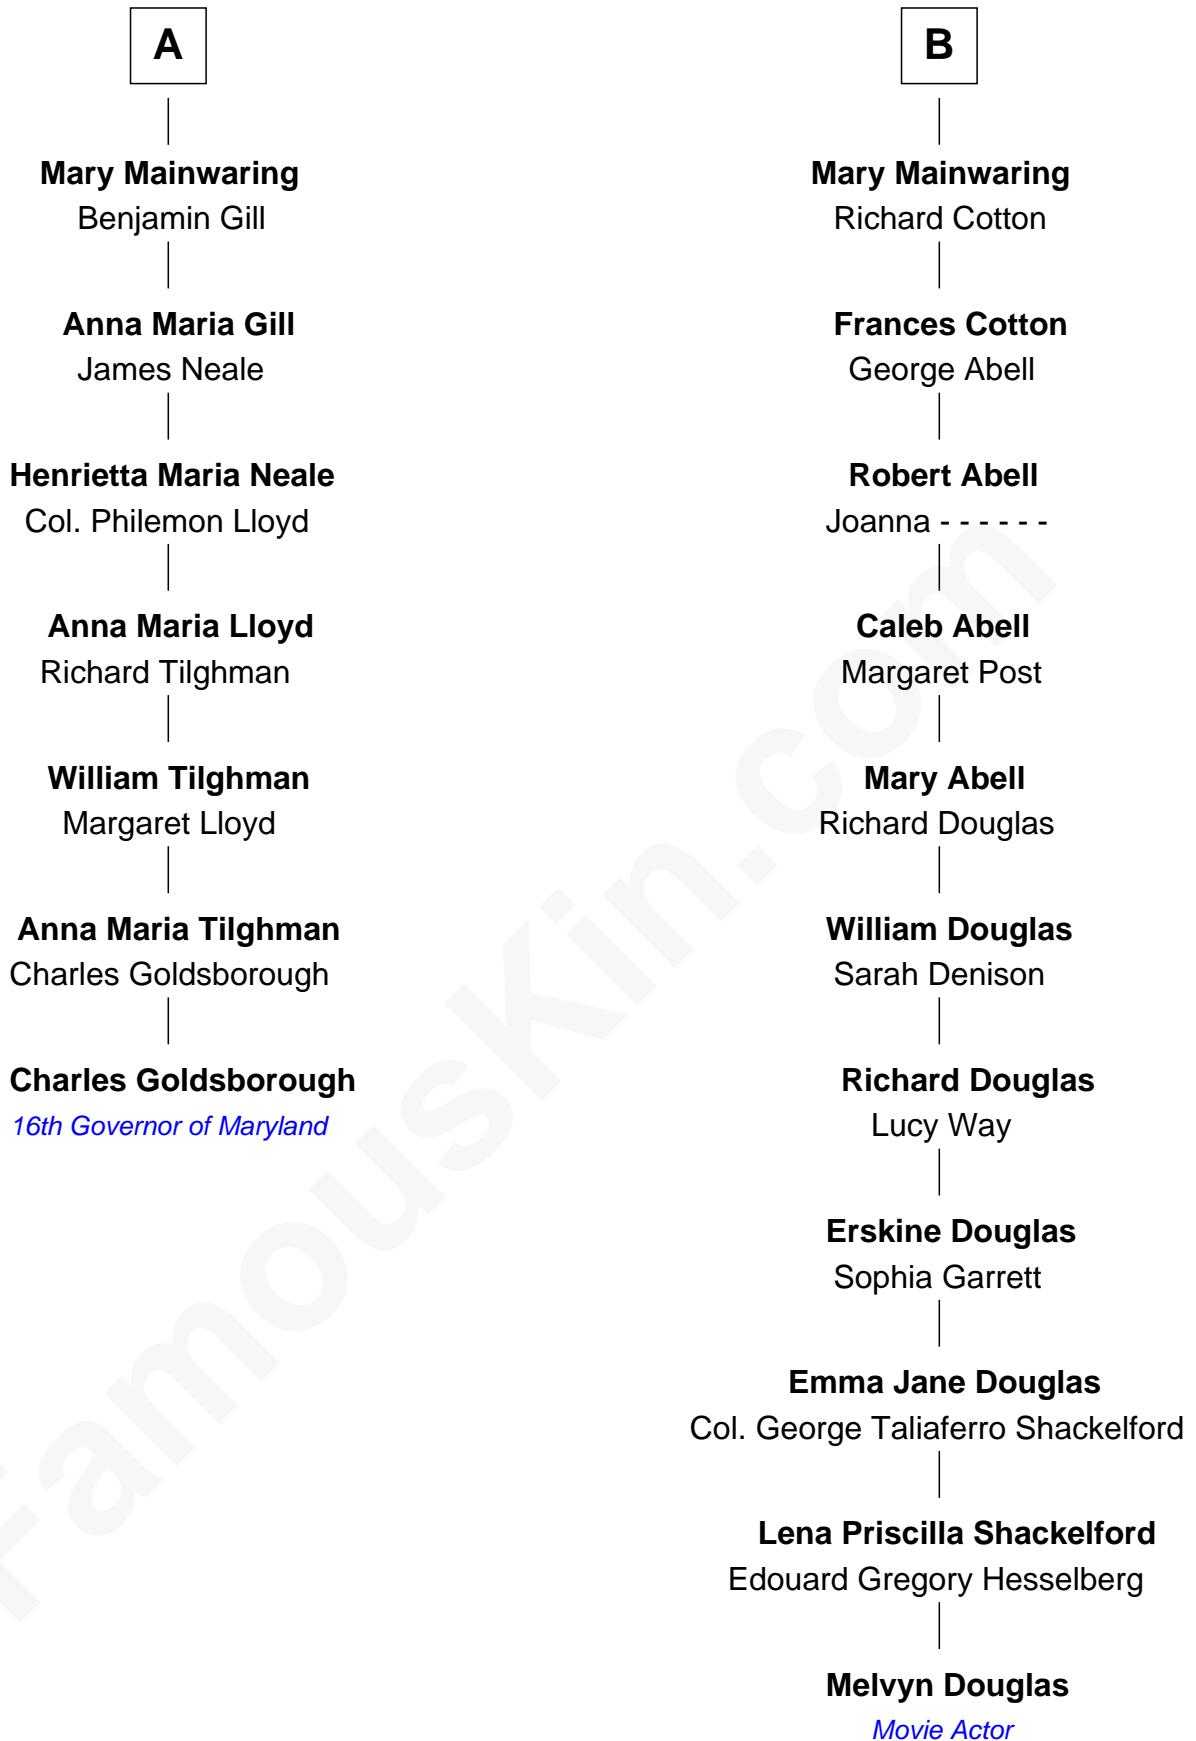 A
Mary Mainwaring
Benjamin Gill
Anna Maria Gill
James Neale
Henrietta Maria Neale
Col. Philemon Lloyd
Anna Maria Lloyd
Richard Tilghman
William Tilghman
Margaret Lloyd
Anna Maria Tilghman
Charles Goldsborough
Charles Goldsborough
16th Governor of Maryland
B
Mary Mainwaring
Richard Cotton
Frances Cotton
George Abell
Robert Abell
Joanna - - - - - -
Caleb Abell
Margaret Post
Mary Abell
Richard Douglas
William Douglas
Sarah Denison
Richard Douglas
Lucy Way
Erskine Douglas
Sophia Garrett
Emma Jane Douglas
Col. George Taliaferro Shackelford
Lena Priscilla Shackelford
Edouard Gregory Hesselberg
Melvyn Douglas
Movie Actor
FamousKin.com